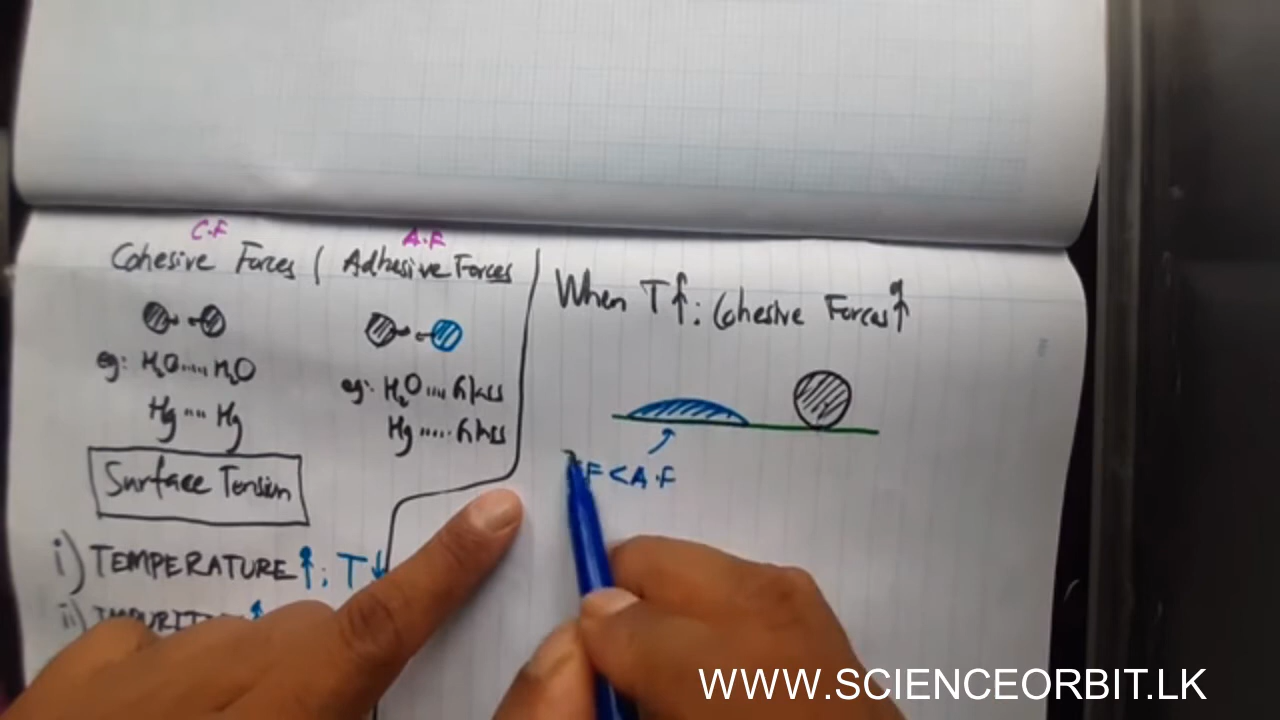 C.F
A.F
Cohesive Forces / Adhesive Forces
eg: H₂O....H₂O
Hg ... Hg
eg: H₂O ... Glass
Hg ..... Glass
Surface Tension
i) TEMPERATURE↑: T↓
ii)
When T↑: Cohesive Forces↑
F < A.F
WWW.SCIENCEORBIT.LK